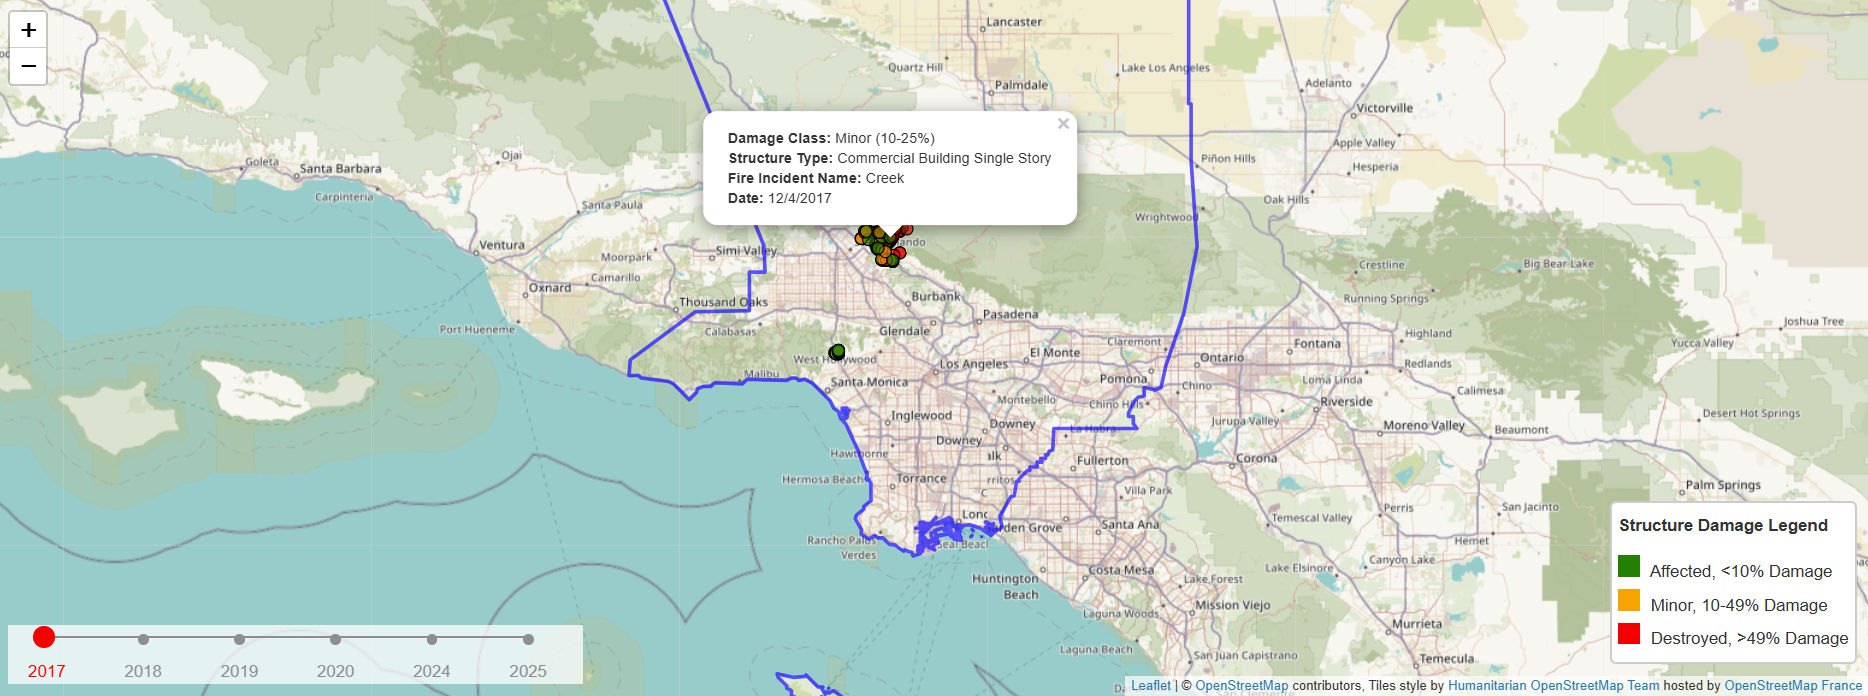 +
−
Lancaster
Quartz Hill
Lake Los Angeles
Palmdale
Adelanto
Victorville
Apple Valley
Hesperia
Piñon Hills
Oak Hills
Wrightwood
×
Damage Class: Minor (10-25%)
Structure Type: Commercial Building Single Story
Fire Incident Name: Creek
Date: 12/4/2017
Ojai
Goleta
Santa Barbara
Carpinteria
Santa Paula
Ventura
Moorpark
Simi Valley
Camarillo
Oxnard
Thousand Oaks
Port Hueneme
Calabasas
Burbank
Pasadena
Glendale
West Hollywood
Los Angeles
El Monte
Claremont
Malibu
Santa Monica
Pomona
Montebello
Chino Hills
Chino
Ontario
Fontana
Crestline
Running Springs
Big Bear Lake
Highland
Redlands
Loma Linda
Calimesa
Joshua Tree
Yucca Valley
Desert Hot Springs
Inglewood
Downey
Downey
La Habra
Jurupa Valley
Riverside
Moreno Valley
Beaumont
Hawthorne
alk
Fullerton
Corona
Hermosa Beach
Torrance
rritos
Villa Park
Palm Springs
Long
rden Grove
Santa Ana
Temescal Valley
Perris
San Jacinto
Rancho Palos
Verdes
Seal Beach
Hemet
Canyon Lake
Lake Elsinore
Huntington
Beach
Costa Mesa
Lake Forest
Laguna Woods
Mission Viejo
Murrieta
Laguna Beach
San Juan Capistrano
Temecula
Structure Damage Legend
Affected, <10% Damage
Minor, 10-49% Damage
Destroyed, >49% Damage
2017 2018 2019 2020 2024 2025
Leaflet | © OpenStreetMap contributors, Tiles style by Humanitarian OpenStreetMap Team hosted by OpenStreetMap France